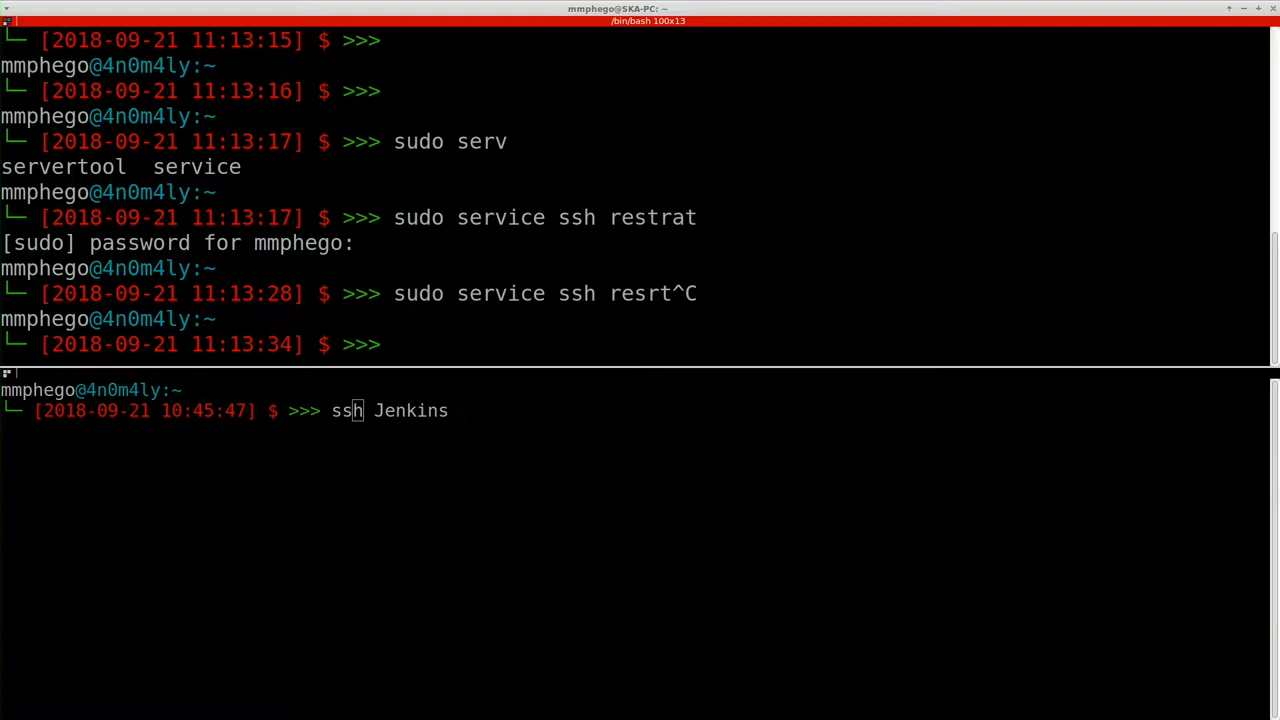 mmphego@SKA-PC: ~
/bin/bash 100x13
└─ [2018-09-21 11:13:15] $ >>>
mmphego@4n0m4ly:~
└─ [2018-09-21 11:13:16] $ >>>
mmphego@4n0m4ly:~
└─ [2018-09-21 11:13:17] $ >>> sudo serv
servertool  service
mmphego@4n0m4ly:~
└─ [2018-09-21 11:13:17] $ >>> sudo service ssh restrat
[sudo] password for mmphego:
mmphego@4n0m4ly:~
└─ [2018-09-21 11:13:28] $ >>> sudo service ssh resrt^C
mmphego@4n0m4ly:~
└─ [2018-09-21 11:13:34] $ >>>
mmphego@4n0m4ly:~
└─ [2018-09-21 10:45:47] $ >>> ssh Jenkins